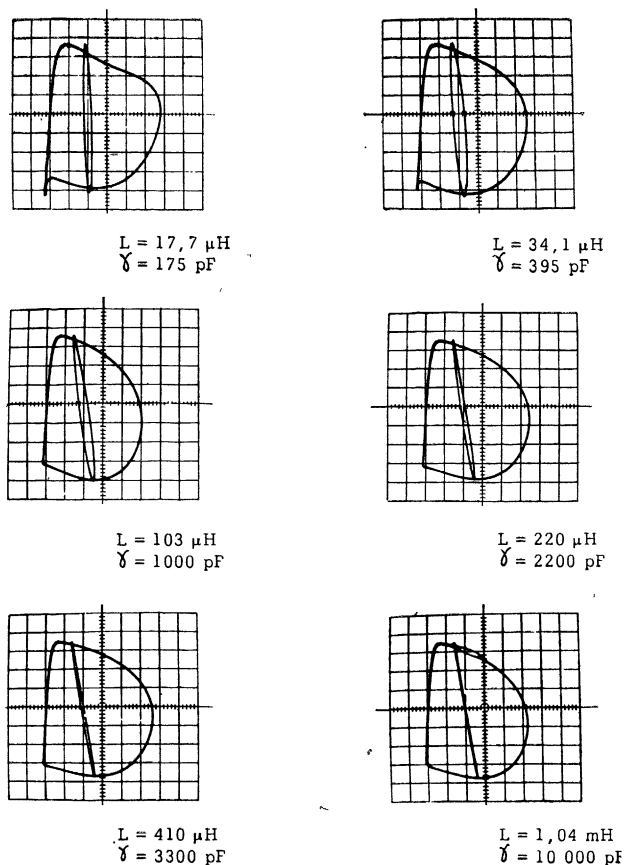 L = 17,7 µH
γ = 175 pF
L = 34,1 µH
γ = 395 pF
L = 103 µH
γ = 1000 pF
L = 220 µH
γ = 2200 pF
L = 410 µH
γ = 3300 pF
L = 1,04 mH
γ = 10 000 pF